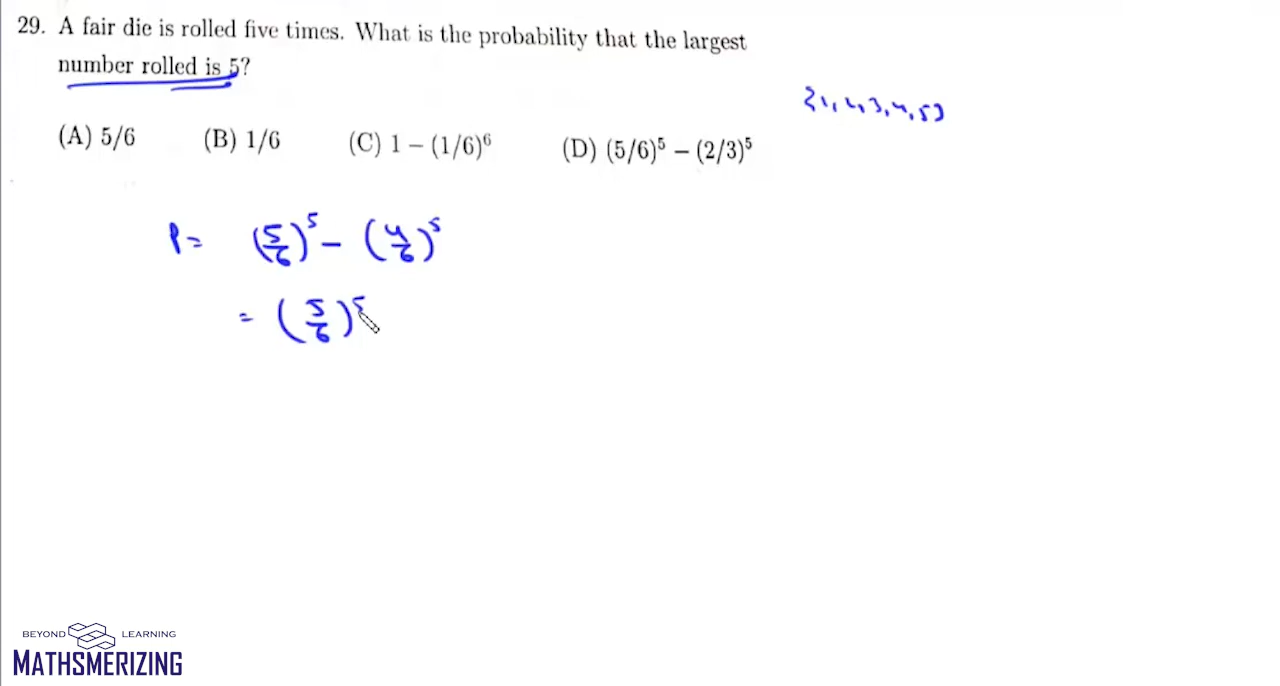 29. A fair die is rolled five times. What is the probability that the largest
number rolled is 5?
{1, 2, 3, 4, 5}
(A) 5/6 (B) 1/6 (C) 1 − (1/6)⁶ (D) (5/6)⁵ − (2/3)⁵
P = (5/6)⁵ − (4/6)⁵
= (5/6)⁵
BEYOND LEARNING
MATHSMERIZING